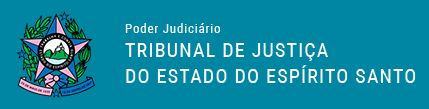 Poder Judiciário
TRIBUNAL DE JUSTIÇA
DO ESTADO DO ESPÍRITO SANTO